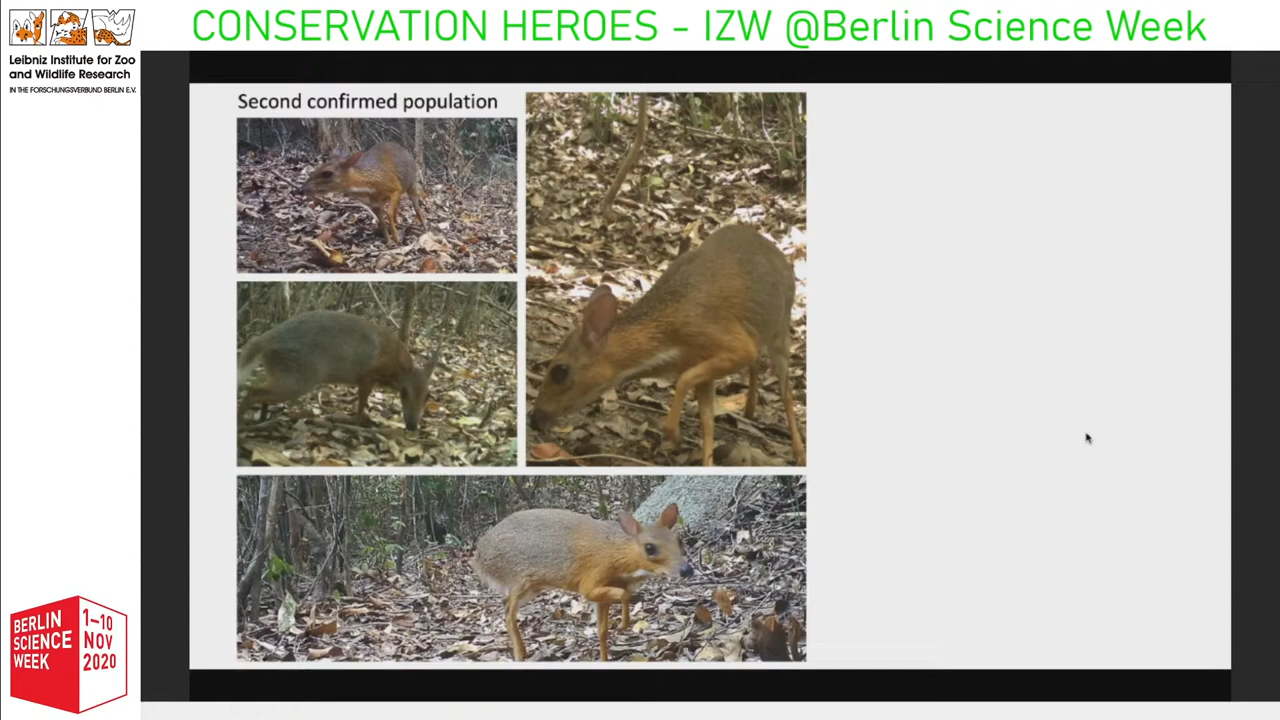 CONSERVATION HEROES - IZW @Berlin Science Week
Leibniz Institute for Zoo
and Wildlife Research
IN THE FORSCHUNGSVERBUND BERLIN E.V.
Second confirmed population
BERLIN
SCIENCE
WEEK
1–10
NOV
2020